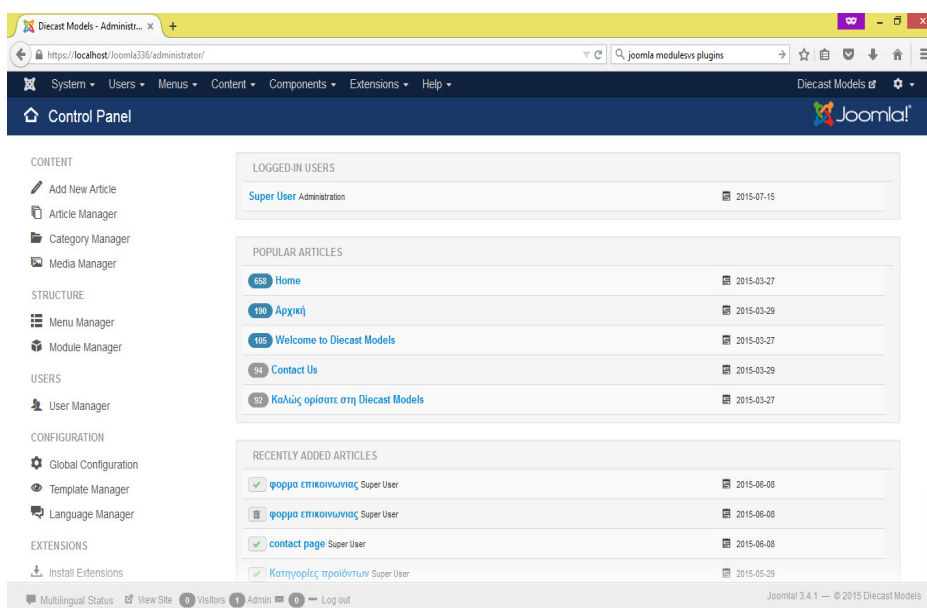 Diecast Models - Administr... × +
https://localhost/Joomla336/administrator/ joomla modulesvs plugins
System Users Menus Content Components Extensions Help Diecast Models
Control Panel Joomla!
CONTENT
Add New Article
Article Manager
Category Manager
Media Manager
STRUCTURE
Menu Manager
Module Manager
USERS
User Manager
CONFIGURATION
Global Configuration
Template Manager
Language Manager
EXTENSIONS
Install Extensions
LOGGED-IN USERS
Super User Administration 2015-07-15
POPULAR ARTICLES
658 Home 2015-03-27
190 Αρχική 2015-03-29
105 Welcome to Diecast Models 2015-03-27
94 Contact Us 2015-03-29
92 Καλώς ορίσατε στη Diecast Models 2015-03-27
RECENTLY ADDED ARTICLES
φορμα επικοινωνιας Super User 2015-06-08
φορμα επικοινωνιας Super User 2015-06-08
contact page Super User 2015-06-08
Κατηγορίες προϊόντων Super User 2015-05-29
Multilingual Status View Site 0 Visitors 1 Admin 0 Log out Joomla! 3.4.1 — © 2015 Diecast Models